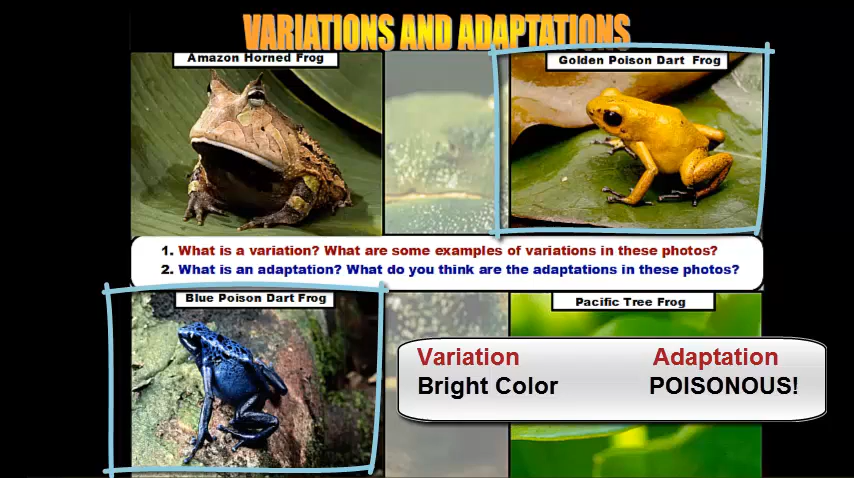 VARIATIONS AND ADAPTATIONS
Amazon Horned Frog
Golden Poison Dart Frog
1. What is a variation? What are some examples of variations in these photos?
2. What is an adaptation? What do you think are the adaptations in these photos?
Blue Poison Dart Frog
Pacific Tree Frog
Variation Adaptation
Bright Color POISONOUS!